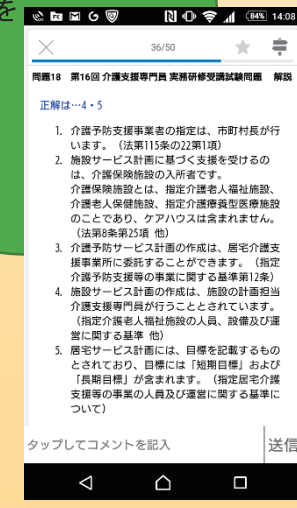 を
84% 14:08
36/50
問題18 第16回 介護支援専門員 実務研修受講試験問題 解説
正解は…4・5
1. 介護予防支援事業者の指定は、市町村長が行
います。（法第115条の22第1項）
2. 施設サービス計画に基づく支援を受けるの
は、介護保険施設の入所者です。
介護保険施設とは、指定介護老人福祉施設、
介護老人保健施設、指定介護療養型医療施設
のことであり、ケアハウスは含まれません。
（法第8条第25項 他）
3. 介護予防サービス計画の作成は、居宅介護支
援事業所に委託することができます。（指定
介護予防支援等の事業に関する基準第12条）
4. 施設サービス計画の作成は、施設の計画担当
介護支援専門員が行うこととされています。
（指定介護老人福祉施設の人員、設備及び運
営に関する基準 他）
5. 居宅サービス計画には、目標を記載するもの
とされており、目標には「短期目標」および
「長期目標」が含まれます。（指定居宅介護
支援等の事業の人員及び運営に関する基準に
ついて）
タップしてコメントを記入 送信